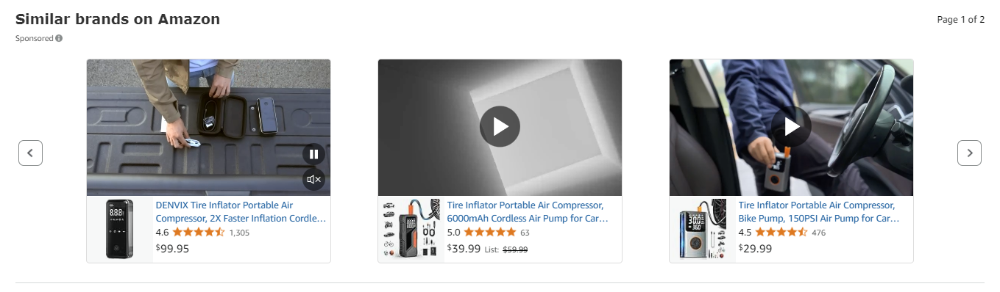 Similar brands on Amazon
Page 1 of 2
Sponsored
DENVIX Tire Inflator Portable Air
Compressor, 2X Faster Inflation Cordle…
4.6 1,305
$99.95
Tire Inflator Portable Air Compressor,
6000mAh Cordless Air Pump for Car…
5.0 63
$39.99 List: $59.99
Tire Inflator Portable Air Compressor,
Bike Pump, 150PSI Air Pump for Car…
4.5 476
$29.99